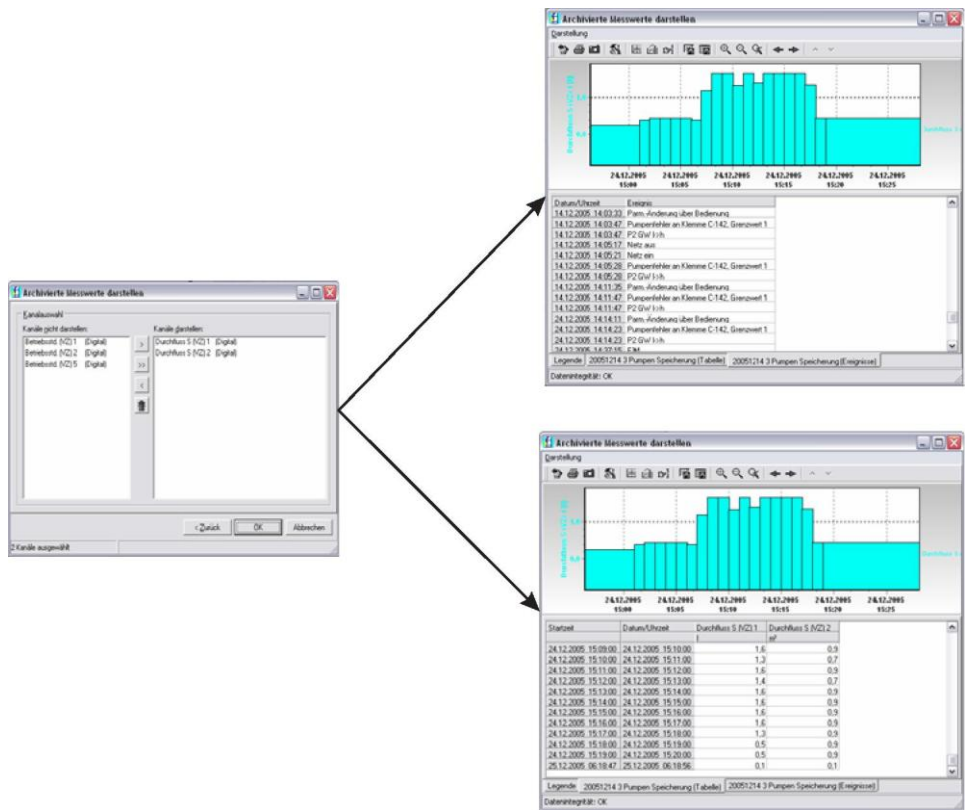 Archivierte Messwerte darstellen
Kanalauswahl
Kanäle nicht darstellen:
Kanäle darstellen:
Betriebsstd. (VZ) 1 (Digital)
Betriebsstd. (VZ) 2 (Digital)
Betriebsstd. (VZ) 5 (Digital)
Durchfluss S (VZ) 1 (Digital)
Durchfluss S (VZ) 2 (Digital)
>
>>
<
< Zurück
OK
Abbrechen
2 Kanäle ausgewählt
Archivierte Messwerte darstellen
Darstellung
24.12.2005 24.12.2005 24.12.2005 24.12.2005 24.12.2005 24.12.2005
15:00 15:05 15:10 15:15 15:20 15:25
Datum/Uhrzeit Ereignis
14.12.2005 14:03:33 Parm.-Änderung über Bedienung
14.12.2005 14:03:47 Pumpenfehler an Klemme C-142, Grenzwert 1
14.12.2005 14:03:47 P2 GW I>h
14.12.2005 14:05:17 Netz aus
14.12.2005 14:05:21 Netz ein
14.12.2005 14:05:28 Pumpenfehler an Klemme C-142, Grenzwert 1
14.12.2005 14:05:28 P2 GW I>h
14.12.2005 14:11:35 Parm.-Änderung über Bedienung
14.12.2005 14:11:47 Pumpenfehler an Klemme C-142, Grenzwert 1
14.12.2005 14:11:47 P2 GW I>h
24.12.2005 14:14:11 Parm.-Änderung über Bedienung
24.12.2005 14:14:23 Pumpenfehler an Klemme C-142, Grenzwert 1
24.12.2005 14:14:23 P2 GW I>h
Legende 20051214 3 Pumpen Speicherung (Tabelle) 20051214 3 Pumpen Speicherung (Ereignisse)
Datenintegrität: OK
Archivierte Messwerte darstellen
Darstellung
24.12.2005 24.12.2005 24.12.2005 24.12.2005 24.12.2005 24.12.2005
15:00 15:05 15:10 15:15 15:20 15:25
Startzeit Datum/Uhrzeit Durchfluss S (VZ) 1 Durchfluss S (VZ) 2
l m³
24.12.2005 15:09:00 24.12.2005 15:10:00 1,6 0,9
24.12.2005 15:10:00 24.12.2005 15:11:00 1,3 0,7
24.12.2005 15:11:00 24.12.2005 15:12:00 1,6 0,9
24.12.2005 15:12:00 24.12.2005 15:13:00 1,4 0,7
24.12.2005 15:13:00 24.12.2005 15:14:00 1,6 0,9
24.12.2005 15:14:00 24.12.2005 15:15:00 1,6 0,9
24.12.2005 15:15:00 24.12.2005 15:16:00 1,6 0,9
24.12.2005 15:16:00 24.12.2005 15:17:00 1,6 0,9
24.12.2005 15:17:00 24.12.2005 15:18:00 1,3 0,9
24.12.2005 15:18:00 24.12.2005 15:19:00 0,5 0,9
24.12.2005 15:19:00 24.12.2005 15:20:00 0,5 0,9
25.12.2005 06:18:47 25.12.2005 06:18:56 0,1 0,1
Legende 20051214 3 Pumpen Speicherung (Tabelle) 20051214 3 Pumpen Speicherung (Ereignisse)
Datenintegrität: OK